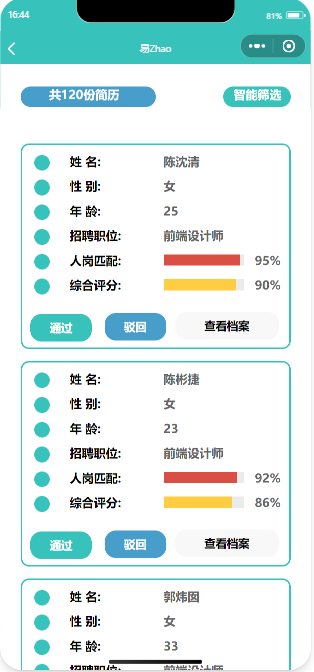 16:44 81%
易Zhao
共120份简历 智能筛选
姓 名: 陈沈清
性 别: 女
年 龄: 25
招聘职位: 前端设计师
人岗匹配: 95%
综合评分: 90%
通过 驳回 查看档案
姓 名: 陈彬捷
性 别: 女
年 龄: 23
招聘职位: 前端设计师
人岗匹配: 92%
综合评分: 86%
通过 驳回 查看档案
姓 名: 郭炜囡
性 别: 女
年 龄: 33
招聘职位: 前端设计师